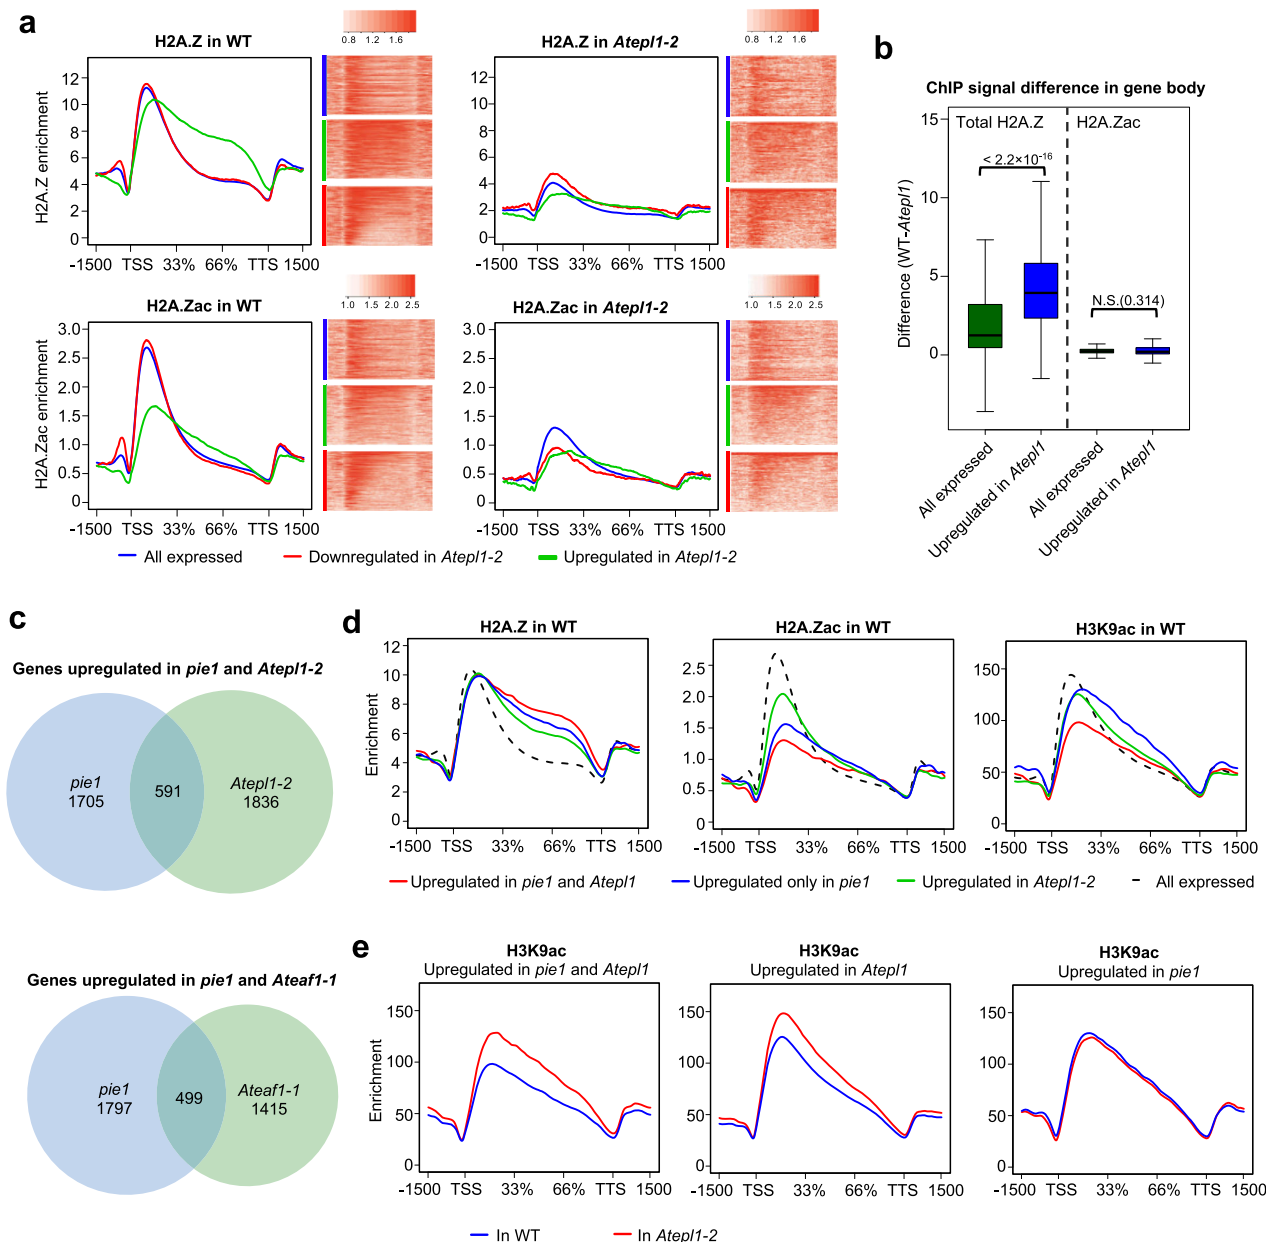 a
0.8 1.2 1.6
0.8 1.2 1.6
H2A.Z in WT
H2A.Z in Atepl1-2
H2A.Z enrichment
12
10
8
6
4
2
0
-1500 TSS 33% 66% TTS 1500
12
10
8
6
4
2
0
-1500 TSS 33% 66% TTS 1500
1.0 1.5 2.0 2.5
1.0 1.5 2.0 2.5
H2A.Zac in WT
H2A.Zac in Atepl1-2
H2A.Zac enrichment
3.0
2.5
2.0
1.5
1.0
0.5
0
-1500 TSS 33% 66% TTS 1500
3.0
2.5
2.0
1.5
1.0
0.5
0
-1500 TSS 33% 66% TTS 1500
All expressed Downregulated in Atepl1-2 Upregulated in Atepl1-2
b
ChIP signal difference in gene body
Total H2A.Z H2A.Zac
< 2.2×10-16
N.S.(0.314)
Difference (WT-Atepl1)
15
10
5
0
All expressed
Upregulated in Atepl1
All expressed
Upregulated in Atepl1
c
Genes upregulated in pie1 and Atepl1-2
pie1
1705
591
Atepl1-2
1836
Genes upregulated in pie1 and Ateaf1-1
pie1
1797
499
Ateaf1-1
1415
d
H2A.Z in WT
H2A.Zac in WT
H3K9ac in WT
Enrichment
12
10
8
6
4
2
0
-1500 TSS 33% 66% TTS 1500
2.5
2.0
1.5
1.0
0.5
0
-1500 TSS 33% 66% TTS 1500
150
100
50
0
-1500 TSS 33% 66% TTS 1500
Upregulated in pie1 and Atepl1 Upregulated only in pie1 Upregulated in Atepl1-2 All expressed
e
H3K9ac
Upregulated in pie1 and Atepl1
H3K9ac
Upregulated in Atepl1
H3K9ac
Upregulated in pie1
Enrichment
150
100
50
0
-1500 TSS 33% 66% TTS 1500
150
100
50
0
-1500 TSS 33% 66% TTS 1500
150
100
50
0
-1500 TSS 33% 66% TTS 1500
In WT In Atepl1-2